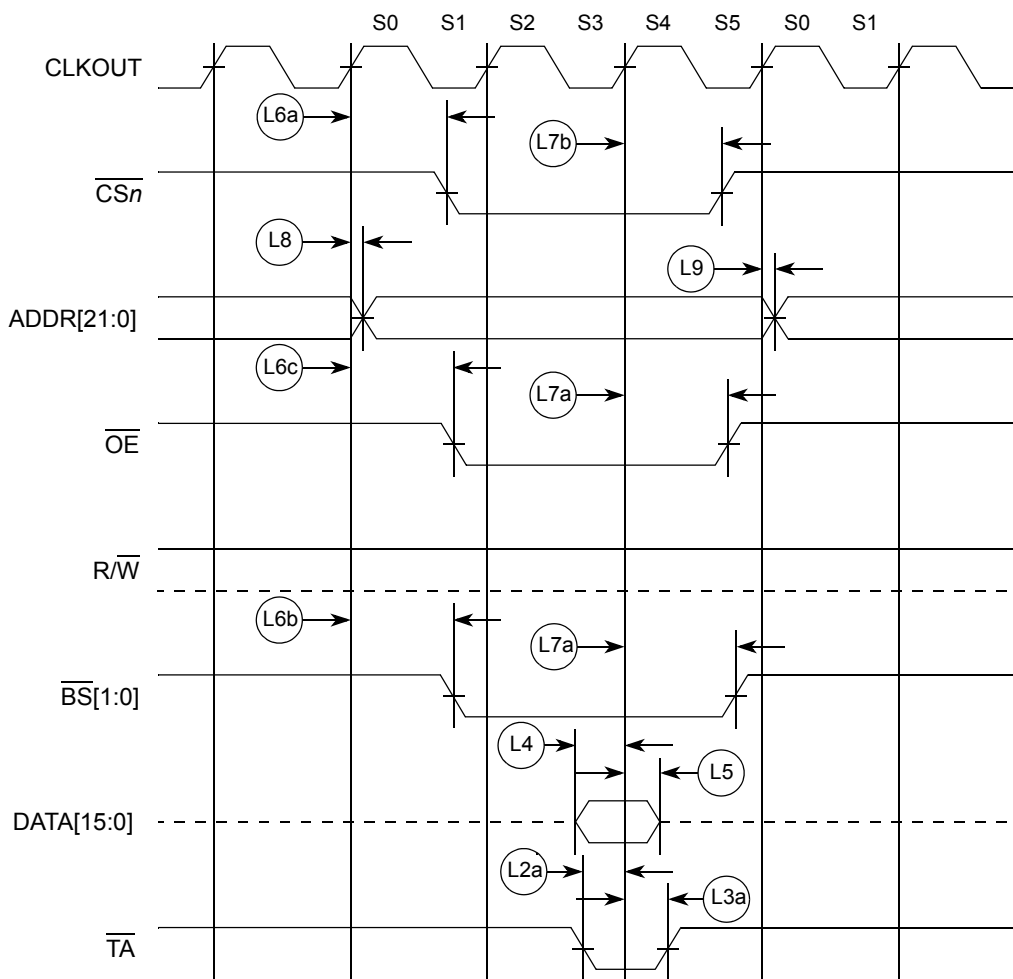 S0 S1 S2 S3 S4 S5 S0 S1
CLKOUT
L6a
L7b
CSn
L8
L9
ADDR[21:0]
L6c
L7a
OE
R/W
L6b
L7a
BS[1:0]
L4
L5
DATA[15:0]
L2a
L3a
TA